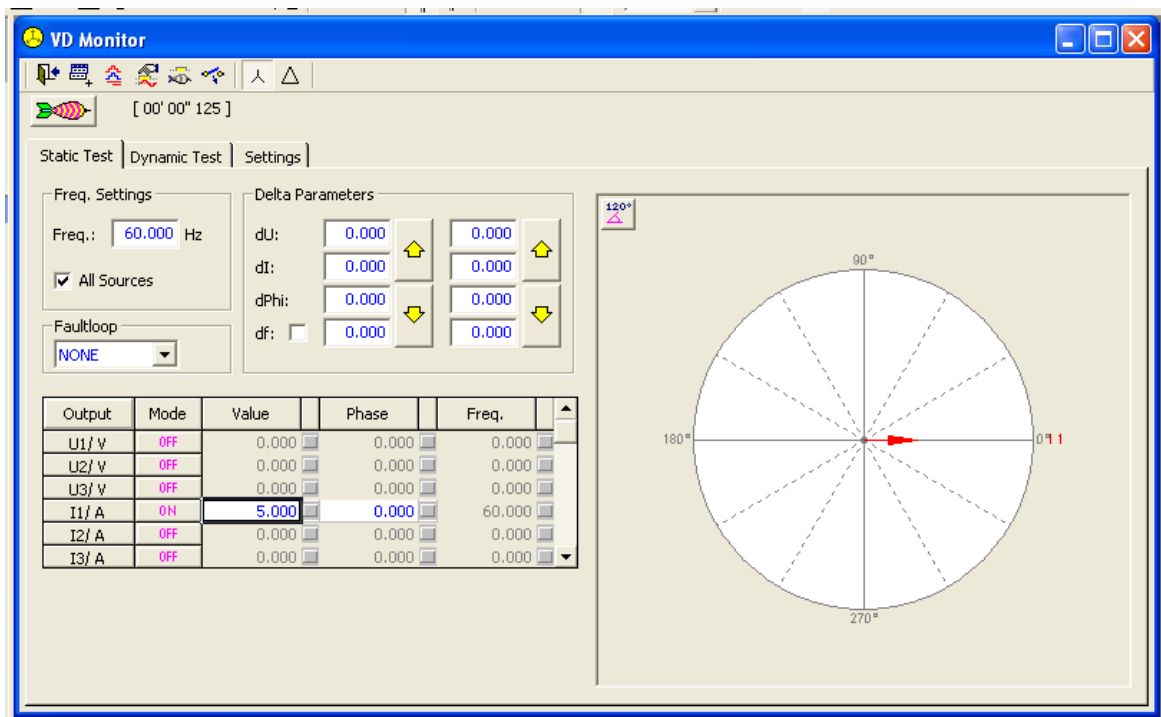 VD Monitor
[ 00' 00" 125 ]
Static Test Dynamic Test Settings
Freq. Settings
Freq.: 60.000 Hz
All Sources
Faultloop
NONE
Delta Parameters
dU: 0.000 0.000
dI: 0.000 0.000
dPhi: 0.000 0.000
df: 0.000 0.000
Output Mode Value Phase Freq.
U1/ V OFF 0.000 0.000 0.000
U2/ V OFF 0.000 0.000 0.000
U3/ V OFF 0.000 0.000 0.000
I1/ A ON 5.000 0.000 60.000
I2/ A OFF 0.000 0.000 0.000
I3/ A OFF 0.000 0.000 0.000
120°
90°
180°
270°